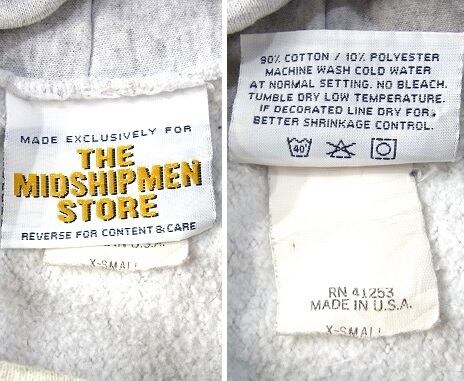 MADE EXCLUSIVELY FOR
THE
MIDSHIPMEN
STORE
REVERSE FOR CONTENT & CARE
IN U.S.A.
X-SMALL
90% COTTON / 10% POLYESTER
MACHINE WASH COLD WATER
AT NORMAL SETTING. NO BLEACH.
TUMBLE DRY LOW TEMPERATURE.
IF DECORATED LINE DRY FOR
BETTER SHRINKAGE CONTROL.
40°
RN 41253
MADE IN U.S.A.
X-SMALL